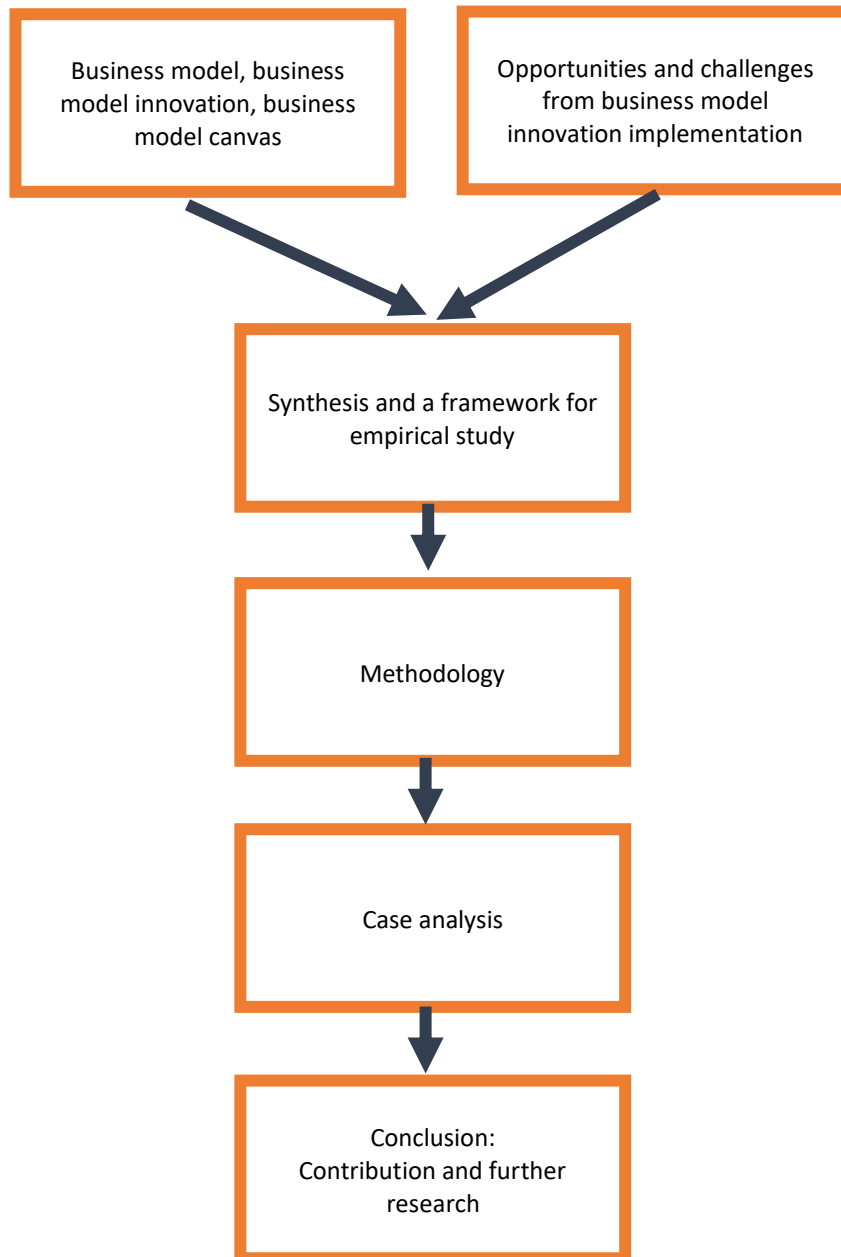 Business model, business
model innovation, business
model canvas
Opportunities and challenges
from business model
innovation implementation
Synthesis and a framework for
empirical study
Methodology
Case analysis
Conclusion:
Contribution and further
research